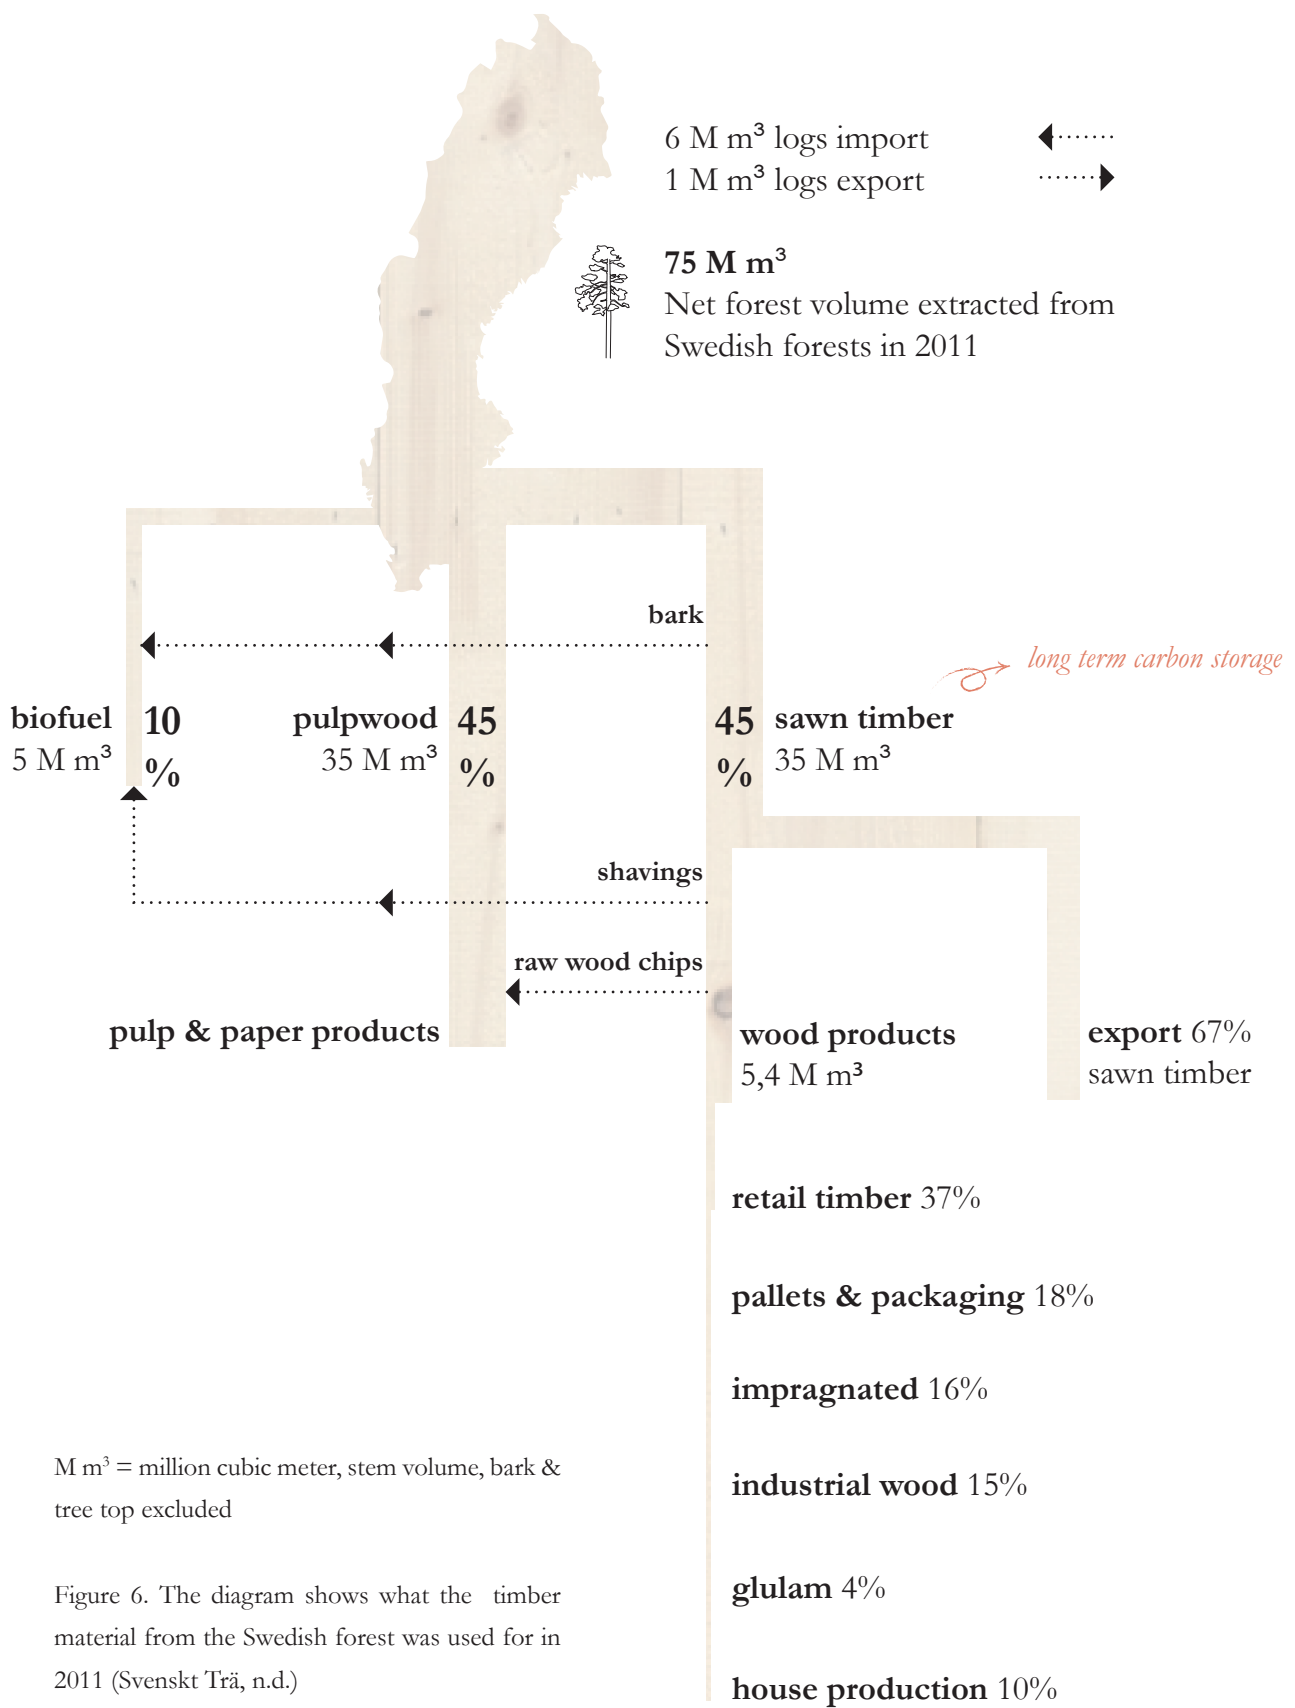 6 M m³ logs import
1 M m³ logs export
75 M m³
Net forest volume extracted from
Swedish forests in 2011
bark
long term carbon storage
biofuel 10
5 M m³ %
pulpwood 45
35 M m³ %
45 sawn timber
% 35 M m³
shavings
raw wood chips
pulp & paper products
wood products
5,4 M m³
export 67%
sawn timber
retail timber 37%
pallets & packaging 18%
impragnated 16%
industrial wood 15%
glulam 4%
house production 10%
M m³ = million cubic meter, stem volume, bark &
tree top excluded
Figure 6. The diagram shows what the timber
material from the Swedish forest was used for in
2011 (Svenskt Trä, n.d.)